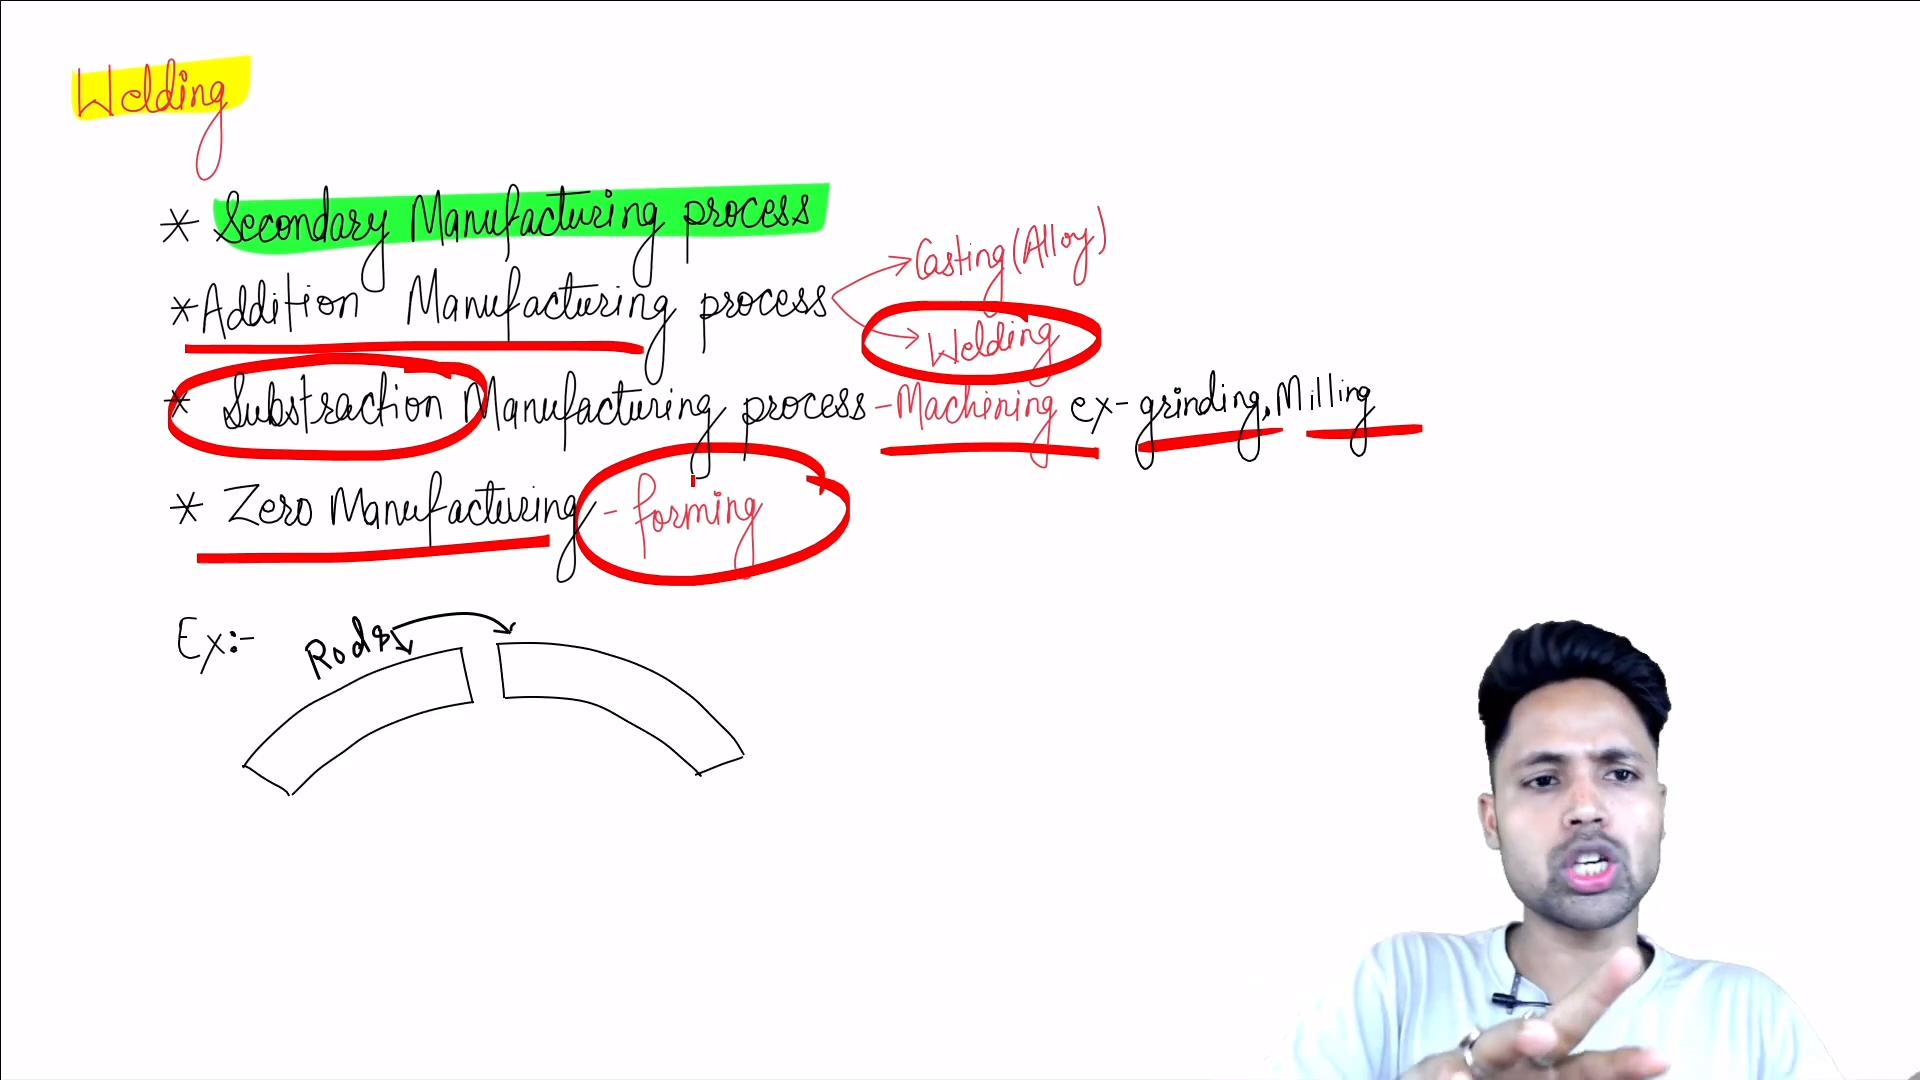 Welding
* Secondary Manufacturing process
* Addition Manufacturing process
Casting (Alloy)
Welding
* Substraction Manufacturing process - Machining ex- grinding, Milling
* Zero Manufacturing - forming
Ex:- Rods